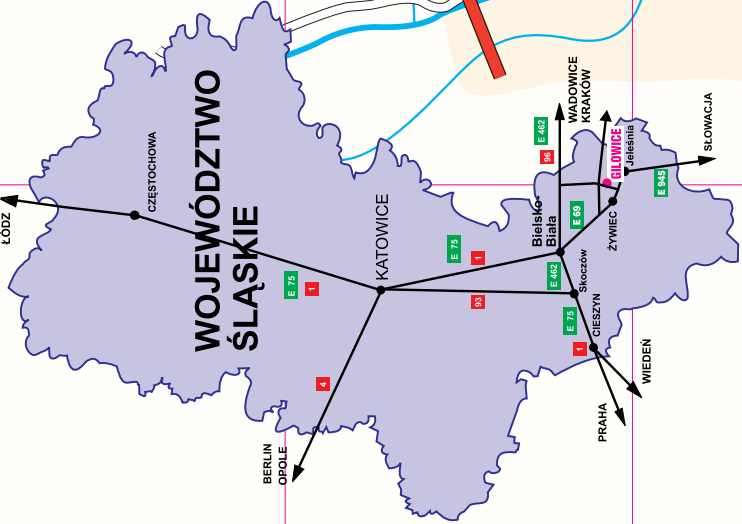 ŁÓDZ
CZĘSTOCHOWA
WOJEWÓDZTWO
ŚLĄSKIE
E 75
1
4
BERLIN
OPOLE
KATOWICE
E 75
1
93
E 462
96
WADOWICE
KRAKÓW
Bielsko-
Biała
E 69
GILOWICE
Jeleśnia
ŻYWIEC
E 945
SŁOWACJA
E 462
Skoczów
E 75
1
CIESZYN
PRAHA
WIEDEŃ